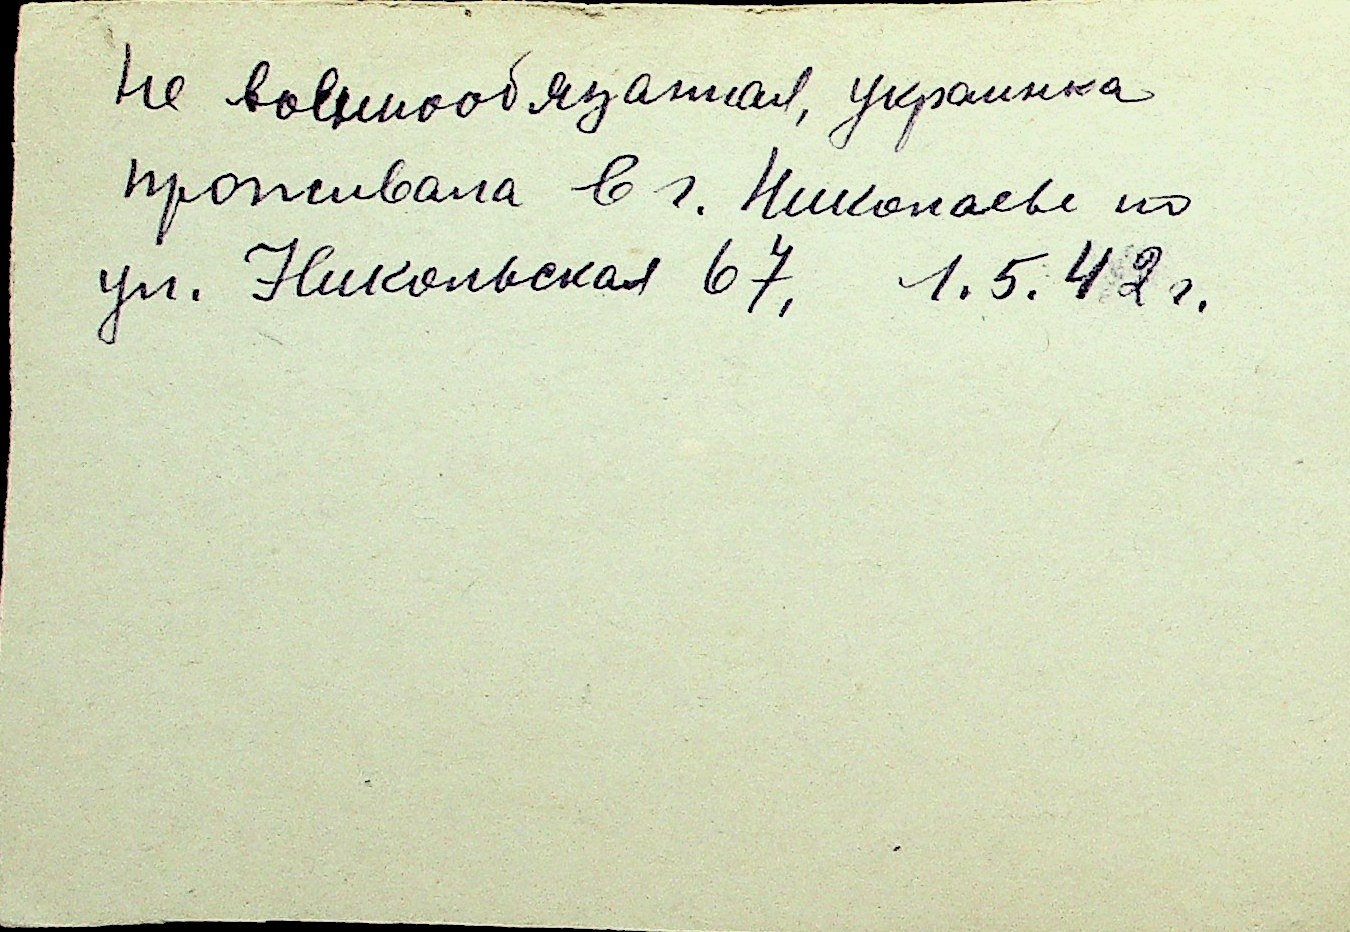 Не военнообязанная, украинка
проживала в г. Николаеве по
ул. Никольская 67, 1.5.42 г.